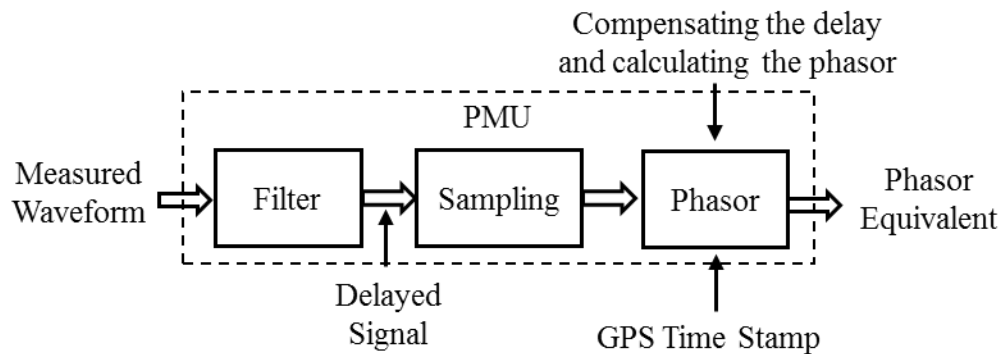 Compensating the delay
and calculating the phasor
PMU
Measured
Waveform
Filter
Sampling
Phasor
Phasor
Equivalent
Delayed
Signal
GPS Time Stamp